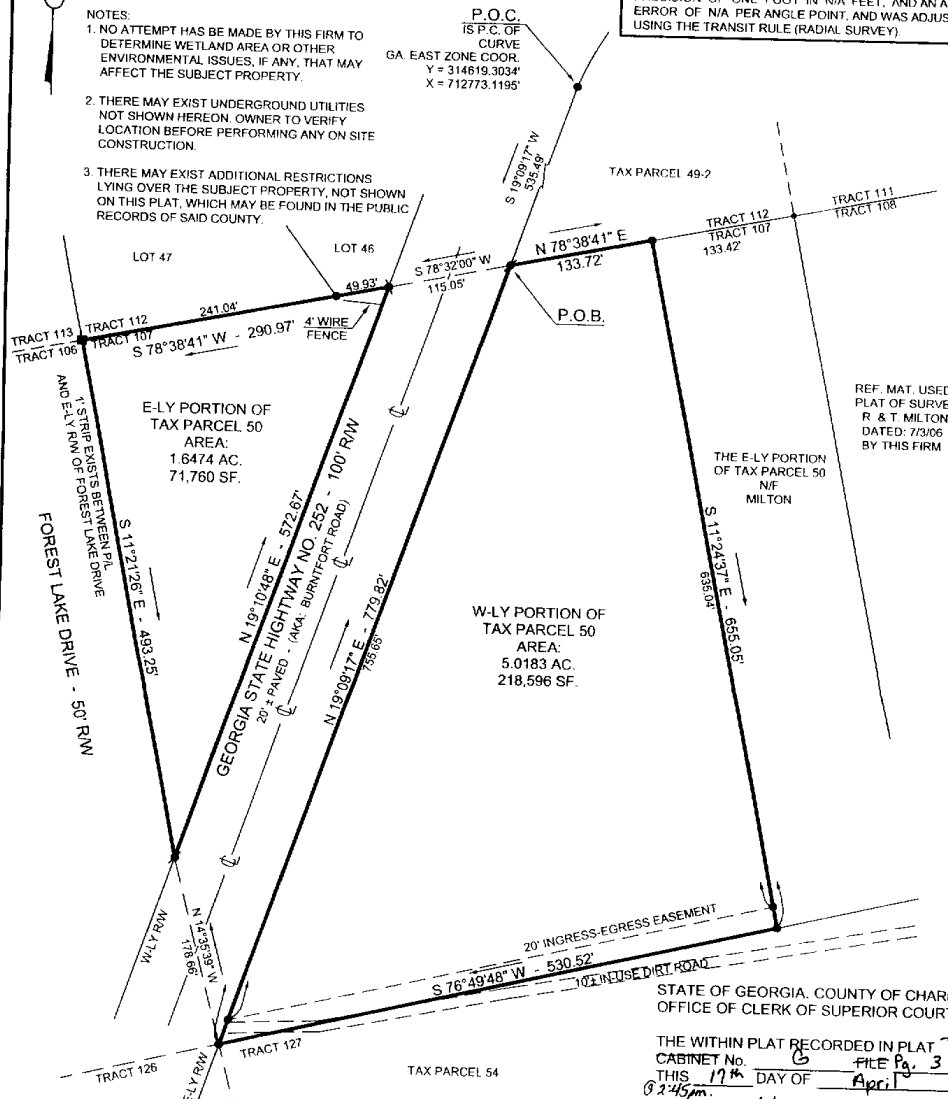 NOTES:
1. NO ATTEMPT HAS BE MADE BY THIS FIRM TO
DETERMINE WETLAND AREA OR OTHER
ENVIRONMENTAL ISSUES, IF ANY, THAT MAY
AFFECT THE SUBJECT PROPERTY.
2. THERE MAY EXIST UNDERGROUND UTILITIES
NOT SHOWN HEREON. OWNER TO VERIFY
LOCATION BEFORE PERFORMING ANY ON SITE
CONSTRUCTION.
3. THERE MAY EXIST ADDITIONAL RESTRICTIONS
LYING OVER THE SUBJECT PROPERTY, NOT SHOWN
ON THIS PLAT, WHICH MAY BE FOUND IN THE PUBLIC
RECORDS OF SAID COUNTY.
P.O.C.
IS P.C. OF
CURVE
GA. EAST ZONE COOR.
Y = 314619.3034'
X = 712773.1195'
OF ONE FOOT IN N/A FEET, AND AN A
ERROR OF N/A PER ANGLE POINT, AND WAS ADJUS
USING THE TRANSIT RULE (RADIAL SURVEY).
S 19°09'17" W
535.49'
TAX PARCEL 49-2
TRACT 112
TRACT 107
133.42'
TRACT 111
TRACT 108
LOT 47
LOT 46
N 78°38'41" E
133.72'
S 78°32'00" W
115.05'
49.93'
241.04'
4' WIRE
FENCE
P.O.B.
TRACT 113
TRACT 106
TRACT 112
TRACT 107
S 78°38'41" W - 290.97'
1' STRIP EXISTS BETWEEN P/L
AND E-LY R/W OF FOREST LAKE DRIVE
E-LY PORTION OF
TAX PARCEL 50
AREA:
1.6474 AC.
71,760 SF.
REF. MAT. USED
PLAT OF SURVE
R & T MILTON
DATED: 7/3/06
BY THIS FIRM
THE E-LY PORTION
OF TAX PARCEL 50
N/F
MILTON
S 11°21'26" E - 493.25'
FOREST LAKE DRIVE - 50' R/W
N 19°10'48" E - 572.67'
GEORGIA STATE HIGHTWAY NO. 252 - 100' R/W
20' ± PAVED - (AKA: BURNTFORT ROAD)
N 19°09'17" E - 779.82'
755.65'
S 11°24'37" E - 655.05'
635.04'
W-LY PORTION OF
TAX PARCEL 50
AREA:
5.0183 AC.
218,596 SF.
W-LY R/W
N 14°35'39" W
178.66'
20' INGRESS-EGRESS EASEMENT
S 76°49'48" W - 530.52'
10'± IN-USE DIRT ROAD
TRACT 126
TRACT 127
E-LY R/W
TAX PARCEL 54
STATE OF GEORGIA, COUNTY OF CHAR
OFFICE OF CLERK OF SUPERIOR COURT
THE WITHIN PLAT RECORDED IN PLAT
CABINET No. G FILE Pg. 3
THIS 17th DAY OF April
@ 2:45pm.